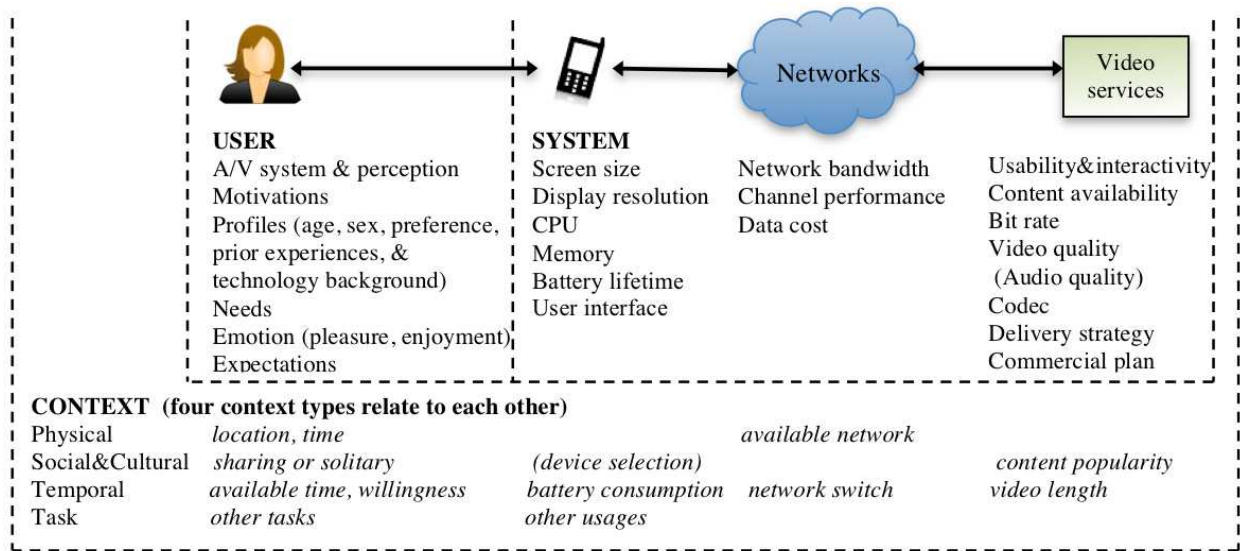 Networks
Video
services
USER
A/V system & perception
Motivations
Profiles (age, sex, preference,
prior experiences, &
technology background)
Needs
Emotion (pleasure, enjoyment)
Expectations
SYSTEM
Screen size
Display resolution
CPU
Memory
Battery lifetime
User interface
Network bandwidth
Channel performance
Data cost
Usability&interactivity
Content availability
Bit rate
Video quality
(Audio quality)
Codec
Delivery strategy
Commercial plan
CONTEXT (four context types relate to each other)
Physical location, time available network
Social&Cultural sharing or solitary (device selection) content popularity
Temporal available time, willingness battery consumption network switch video length
Task other tasks other usages